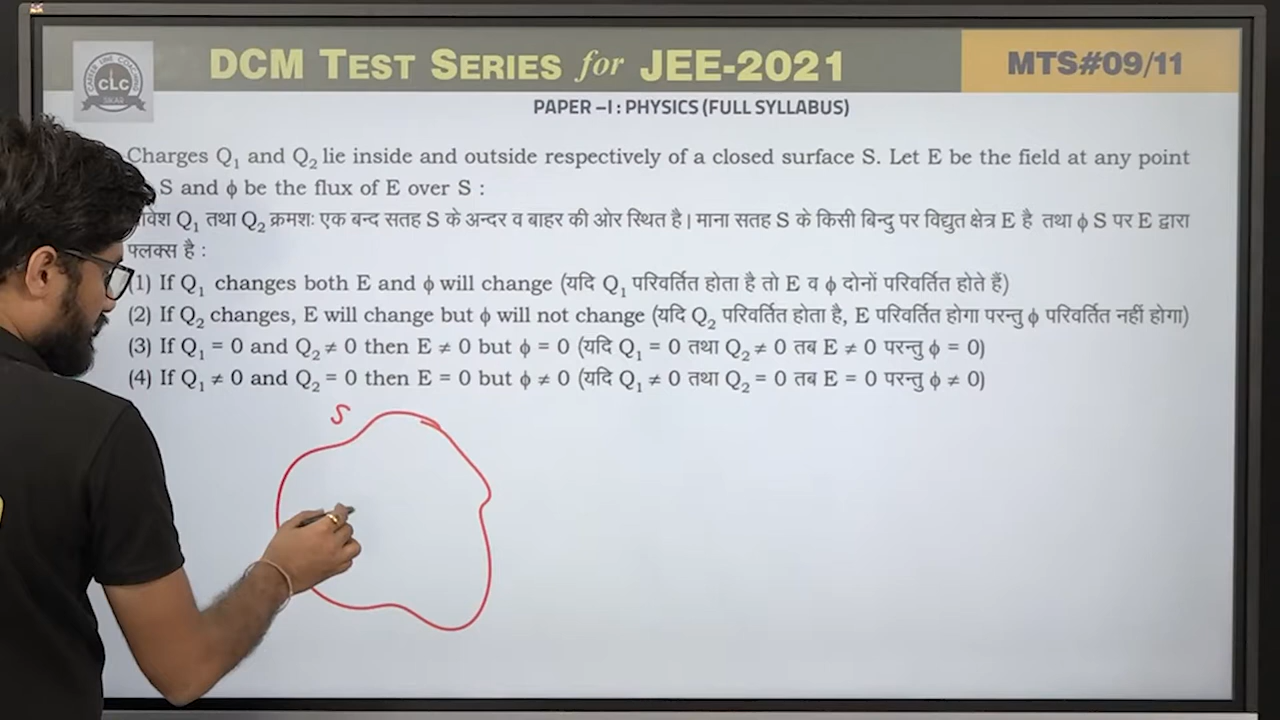 DCM TEST SERIES for JEE-2021
MTS#09/11
CLC
SIKAR
PAPER –I : PHYSICS (FULL SYLLABUS)
Charges Q₁ and Q₂ lie inside and outside respectively of a closed surface S. Let E be the field at any point
S and ϕ be the flux of E over S :
Q₁ तथा Q₂ क्रमशः एक बन्द सतह S के अन्दर व बाहर की ओर स्थित है। माना सतह S के किसी बिन्दु पर विद्युत क्षेत्र E है तथा ϕ S पर E द्वारा
फ्लक्स है :
(1) If Q₁ changes both E and ϕ will change (यदि Q₁ परिवर्तित होता है तो E व ϕ दोनों परिवर्तित होते हैं)
(2) If Q₂ changes, E will change but ϕ will not change (यदि Q₂ परिवर्तित होता है, E परिवर्तित होगा परन्तु ϕ परिवर्तित नहीं होगा)
(3) If Q₁ = 0 and Q₂ ≠ 0 then E ≠ 0 but ϕ = 0 (यदि Q₁ = 0 तथा Q₂ ≠ 0 तब E ≠ 0 परन्तु ϕ = 0)
(4) If Q₁ ≠ 0 and Q₂ = 0 then E = 0 but ϕ ≠ 0 (यदि Q₁ ≠ 0 तथा Q₂ = 0 तब E = 0 परन्तु ϕ ≠ 0)
S